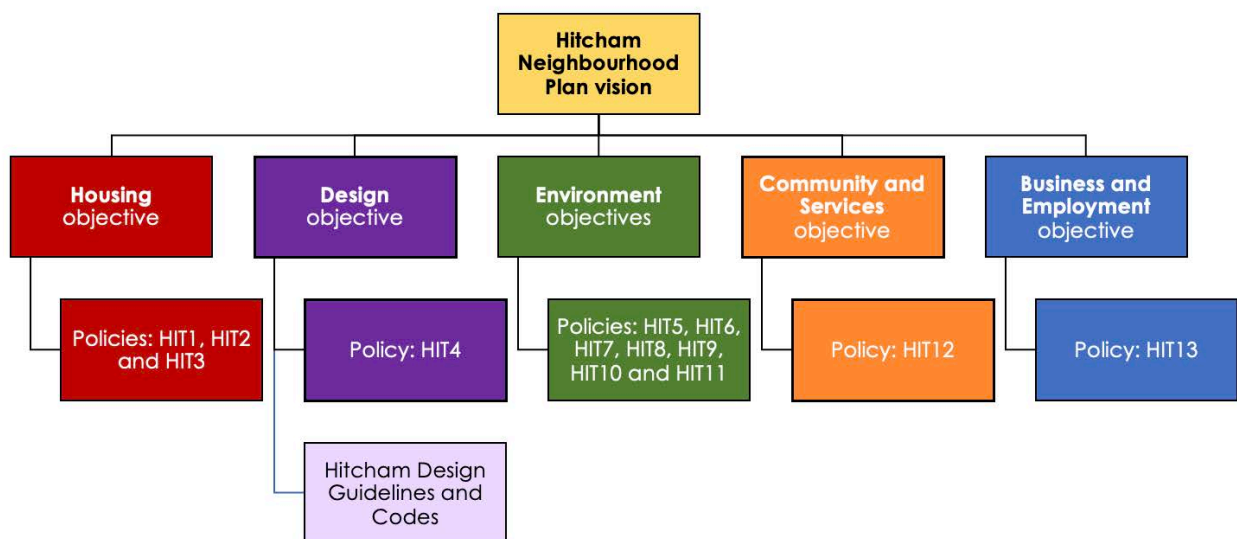 Hitcham
Neighbourhood
Plan vision
Housing
objective
Design
objective
Environment
objectives
Community and
Services
objective
Business and
Employment
objective
Policies: HIT1, HIT2
and HIT3
Policy: HIT4
Policies: HIT5, HIT6,
HIT7, HIT8, HIT9,
HIT10 and HIT11
Policy: HIT12
Policy: HIT13
Hitcham Design
Guidelines and
Codes